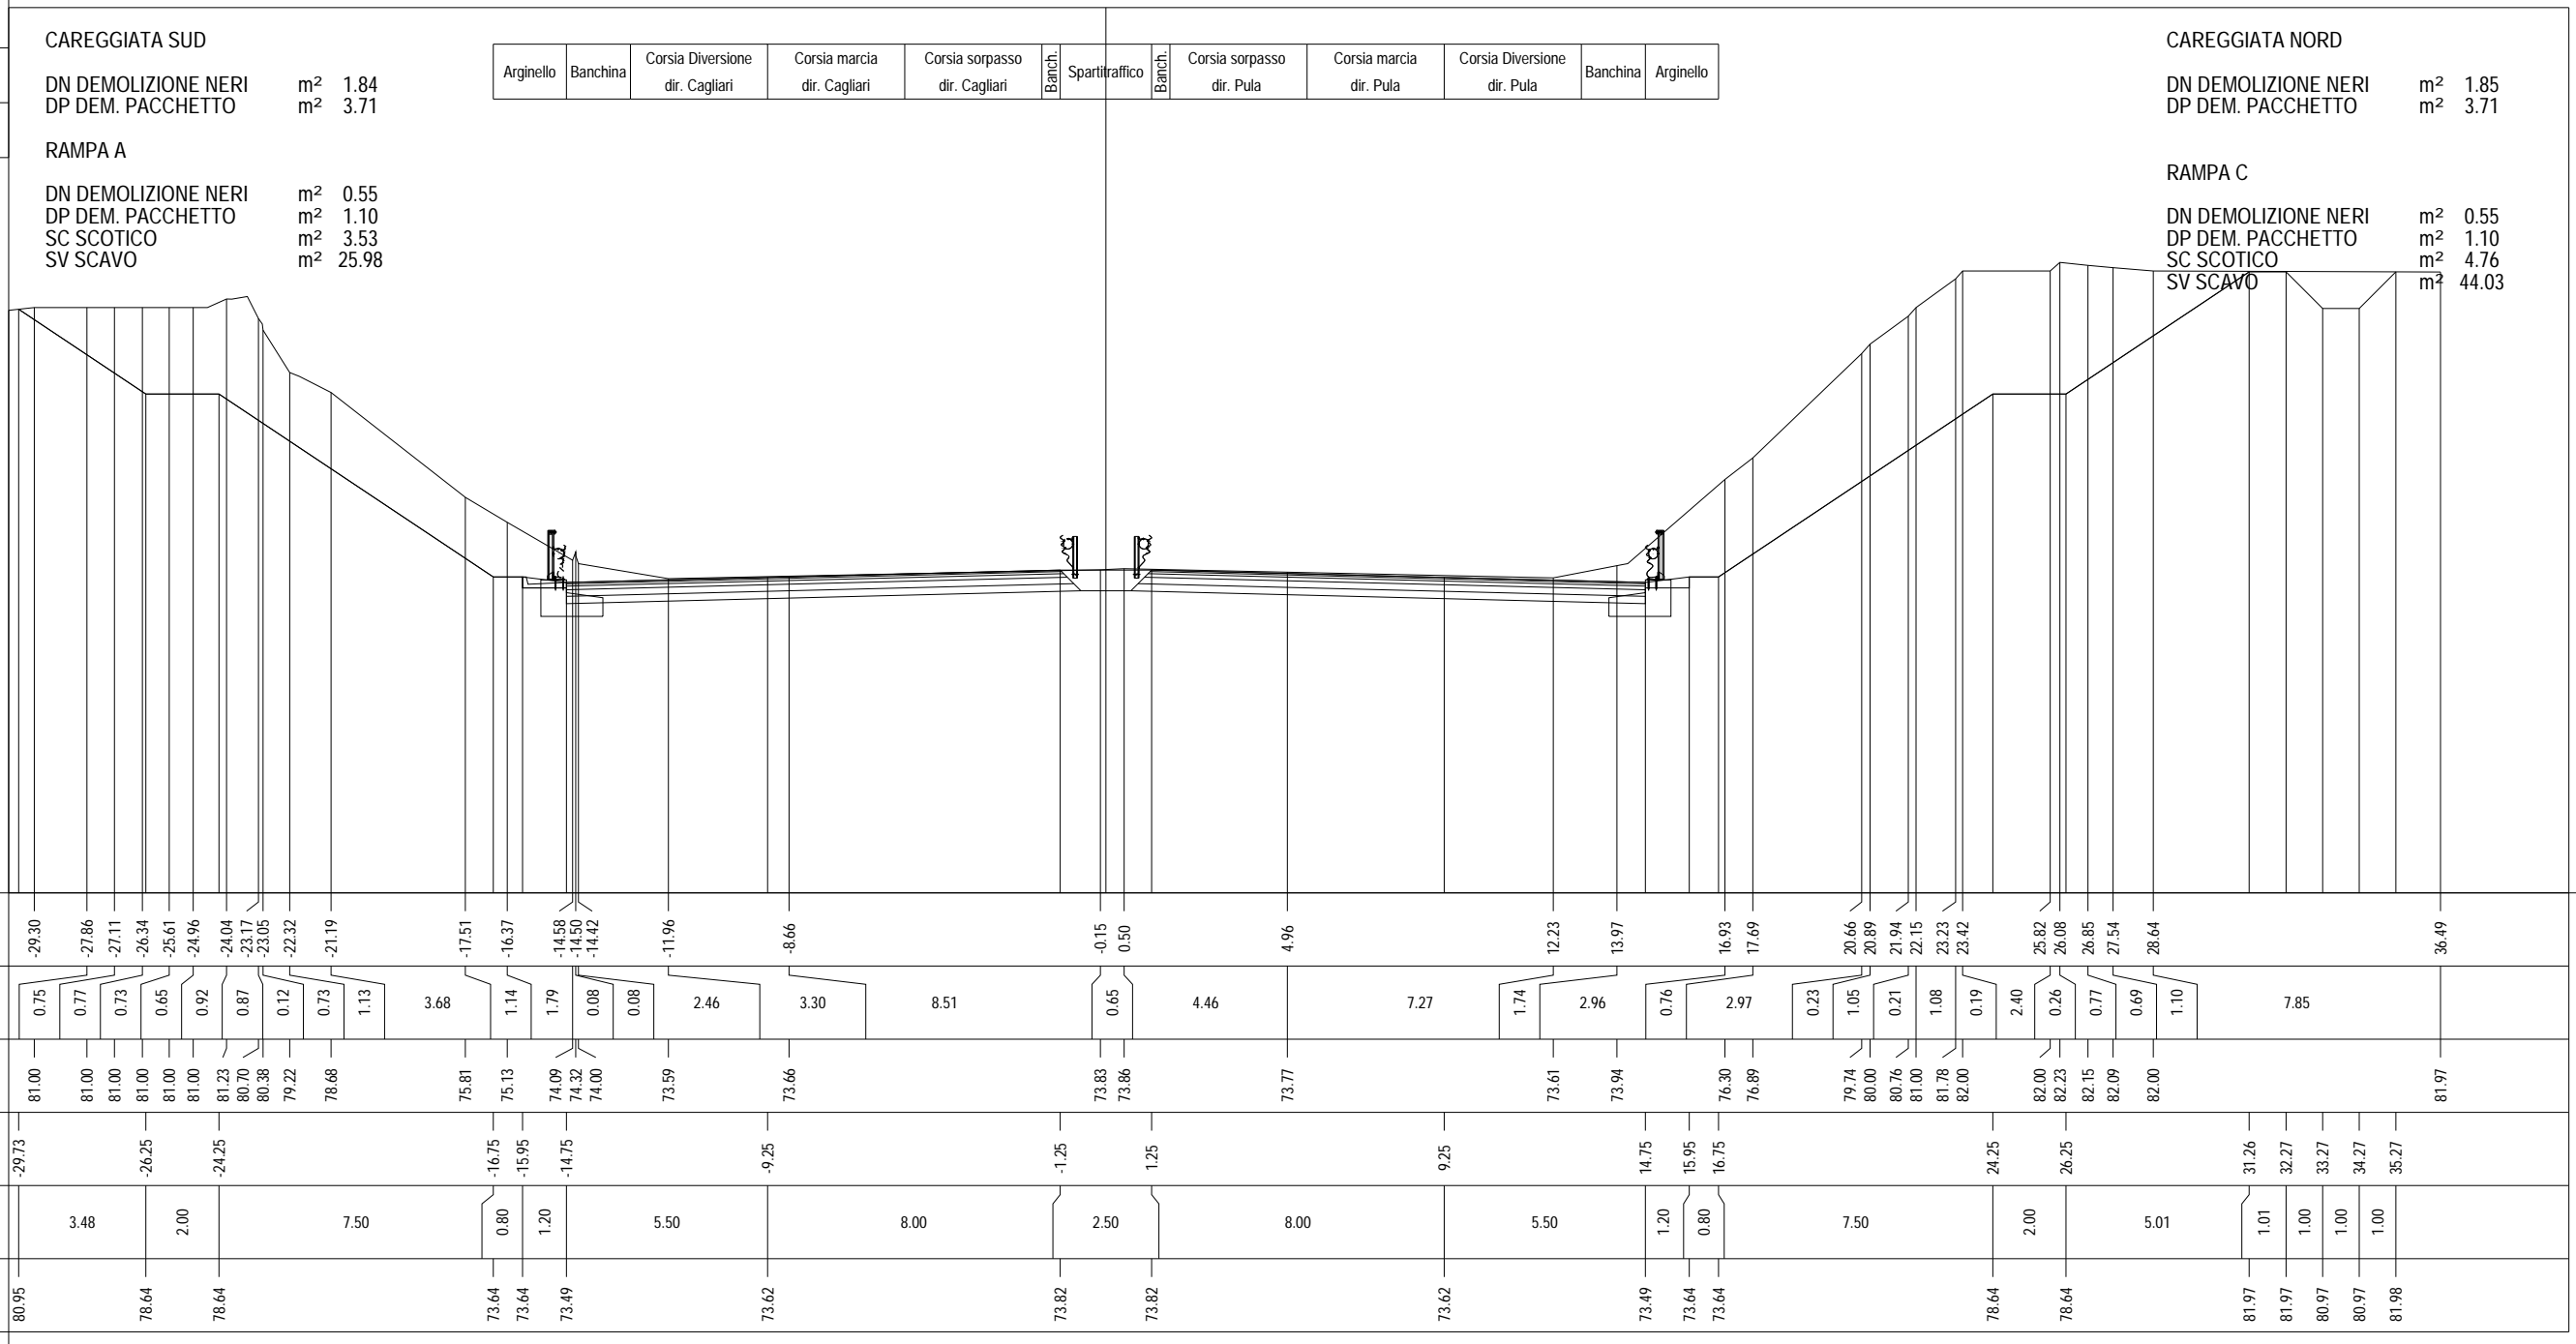 CAREGGIATA SUD
DN DEMOLIZIONE NERI m² 1.84
DP DEM. PACCHETTO m² 3.71
RAMPA A
DN DEMOLIZIONE NERI m² 0.55
DP DEM. PACCHETTO m² 1.10
SC SCOTICO m² 3.53
SV SCAVO m² 25.98
Arginello
Banchina
Corsia Diversione
dir. Cagliari
Corsia marcia
dir. Cagliari
Corsia sorpasso
dir. Cagliari
Banch.
Spartitraffico
Banch.
Corsia sorpasso
dir. Pula
Corsia marcia
dir. Pula
Corsia Diversione
dir. Pula
Banchina
Arginello
CAREGGIATA NORD
DN DEMOLIZIONE NERI m² 1.85
DP DEM. PACCHETTO m² 3.71
RAMPA C
DN DEMOLIZIONE NERI m² 0.55
DP DEM. PACCHETTO m² 1.10
SC SCOTICO m² 4.76
SV SCAVO m² 44.03
-29.30 -27.86 -27.11 -26.34 -25.61 -24.96 -24.04 -23.17 -23.05 -22.32 -21.19 -17.51 -16.37 -14.58 -14.50 -14.42 -11.96 -8.66 -0.15 0.50 4.96 12.23 13.97 16.93 17.69 20.66 20.89 21.94 22.15 23.23 23.42 25.82 26.08 26.85 27.54 28.64 36.49
0.75 0.77 0.73 0.65 0.92 0.87 0.12 0.73 1.13 3.68 1.14 1.79 0.08 0.08 2.46 3.30 8.51 0.65 4.46 7.27 1.74 2.96 0.76 2.97 0.23 1.05 0.21 1.08 0.19 2.40 0.26 0.77 0.69 1.10 7.85
81.00 81.00 81.00 81.00 81.00 81.00 81.23 80.70 80.38 79.22 78.68 75.81 75.13 74.09 74.32 74.00 73.59 73.66 73.83 73.86 73.77 73.61 73.94 76.30 76.89 79.74 80.00 80.76 81.00 81.78 82.00 82.00 82.23 82.15 82.09 82.00 81.97
-29.73 -26.25 -24.25 -16.75 -15.95 -14.75 -9.25 -1.25 1.25 9.25 14.75 15.95 16.75 24.25 26.25 31.26 32.27 33.27 34.27 35.27
3.48 2.00 7.50 0.80 1.20 5.50 8.00 2.50 8.00 5.50 1.20 0.80 7.50 2.00 5.01 1.01 1.00 1.00 1.00
80.95 78.64 78.64 73.64 73.64 73.49 73.62 73.82 73.82 73.62 73.49 73.64 73.64 78.64 78.64 81.97 81.97 80.97 80.97 81.98